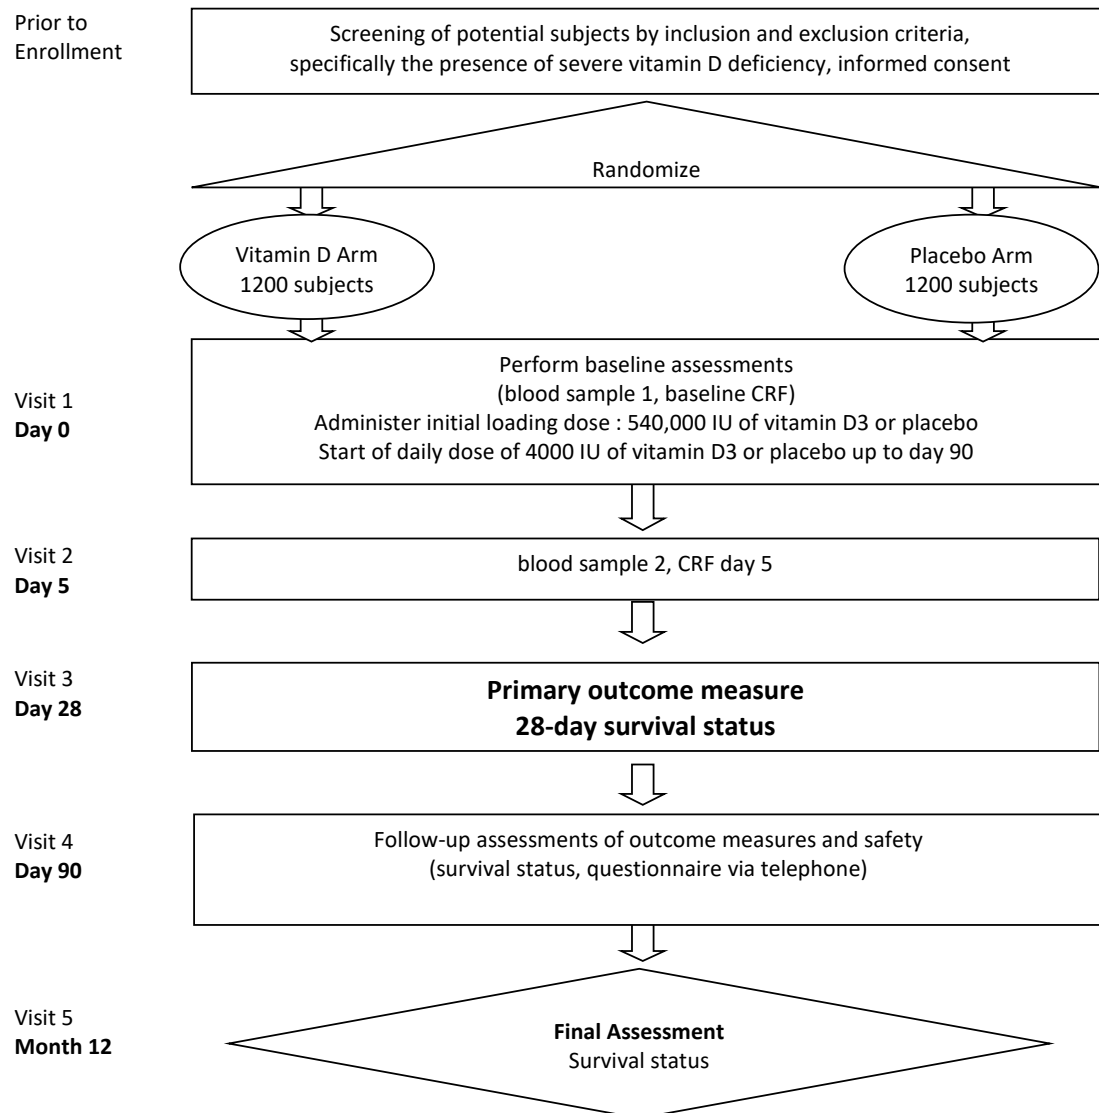 Prior to
Enrollment
Screening of potential subjects by inclusion and exclusion criteria,
specifically the presence of severe vitamin D deficiency, informed consent
Randomize
Vitamin D Arm
1200 subjects
Placebo Arm
1200 subjects
Visit 1
Day 0
Perform baseline assessments
(blood sample 1, baseline CRF)
Administer initial loading dose : 540,000 IU of vitamin D3 or placebo
Start of daily dose of 4000 IU of vitamin D3 or placebo up to day 90
Visit 2
Day 5
blood sample 2, CRF day 5
Visit 3
Day 28
Primary outcome measure
28-day survival status
Visit 4
Day 90
Follow-up assessments of outcome measures and safety
(survival status, questionnaire via telephone)
Visit 5
Month 12
Final Assessment
Survival status